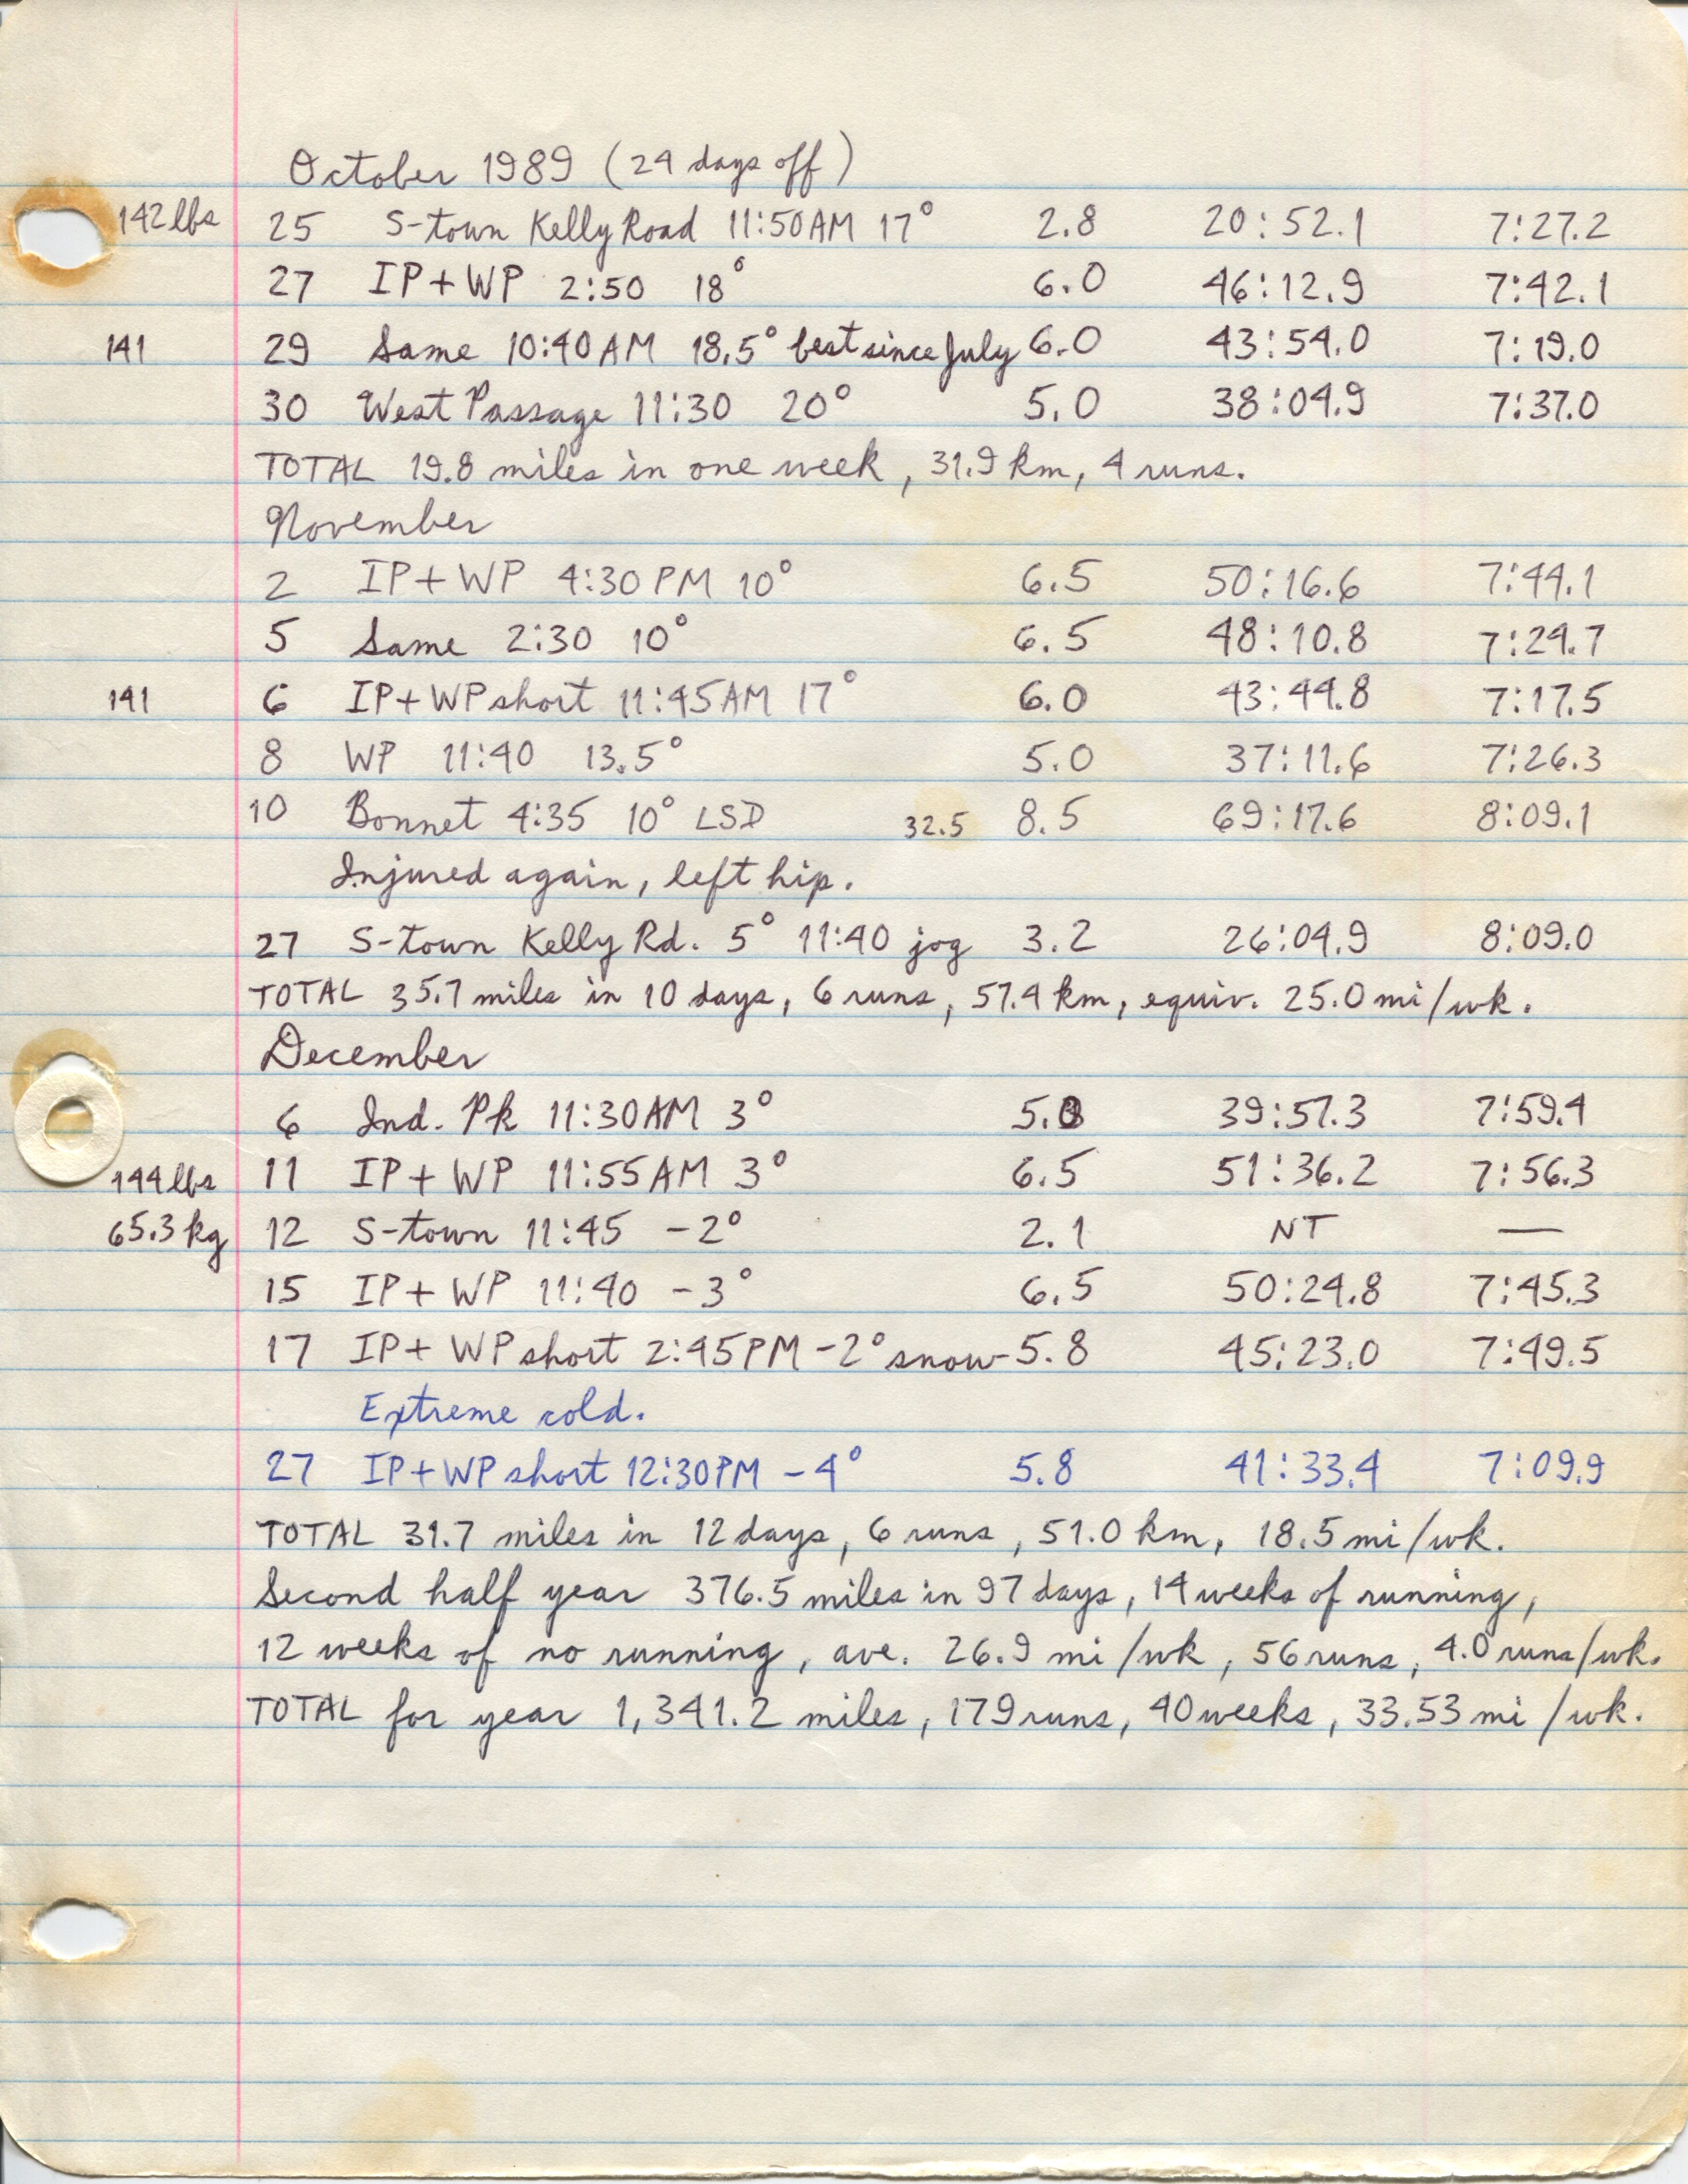 October 1989 (24 days off)
142 lbs 25 S-town Kelly Road 11:50AM 17° 2.8 20:52.1 7:27.2
27 IP+WP 2:50 18° 6.0 46:12.9 7:42.1
141 29 Same 10:40AM 18.5° best since July 6.0 43:54.0 7:19.0
30 West Passage 11:30 20° 5.0 38:04.9 7:37.0
TOTAL 19.8 miles in one week, 31.9 km, 4 runs.
November
2 IP+WP 4:30PM 10° 6.5 50:16.6 7:44.1
5 Same 2:30 10° 6.5 48:10.8 7:24.7
141 6 IP+WP short 11:45AM 17° 6.0 43:44.8 7:17.5
8 WP 11:40 13.5° 5.0 37:11.6 7:26.3
10 Bonnet 4:35 10° LSD 32.5 8.5 69:17.6 8:09.1
Injured again, left hip.
27 S-town Kelly Rd. 5° 11:40 jog 3.2 26:04.9 8:09.0
TOTAL 35.7 miles in 10 days, 6 runs, 57.4 km, equiv. 25.0 mi/wk.
December
6 Ind. Pk 11:30AM 3° 5.0 39:57.3 7:59.4
144 lbs 11 IP+WP 11:55AM 3° 6.5 51:36.2 7:56.3
65.3 kg 12 S-town 11:45 -2° 2.1 NT —
15 IP+WP 11:40 -3° 6.5 50:24.8 7:45.3
17 IP+WP short 2:45PM -2° snow 5.8 45:23.0 7:49.5
Extreme cold.
27 IP+WP short 12:30PM -4° 5.8 41:33.4 7:09.9
TOTAL 31.7 miles in 12 days, 6 runs, 51.0 km, 18.5 mi/wk.
Second half year 376.5 miles in 97 days, 14 weeks of running,
12 weeks of no running, ave. 26.9 mi/wk, 56 runs, 4.0 runs/wk.
TOTAL for year 1,341.2 miles, 179 runs, 40 weeks, 33.53 mi/wk.